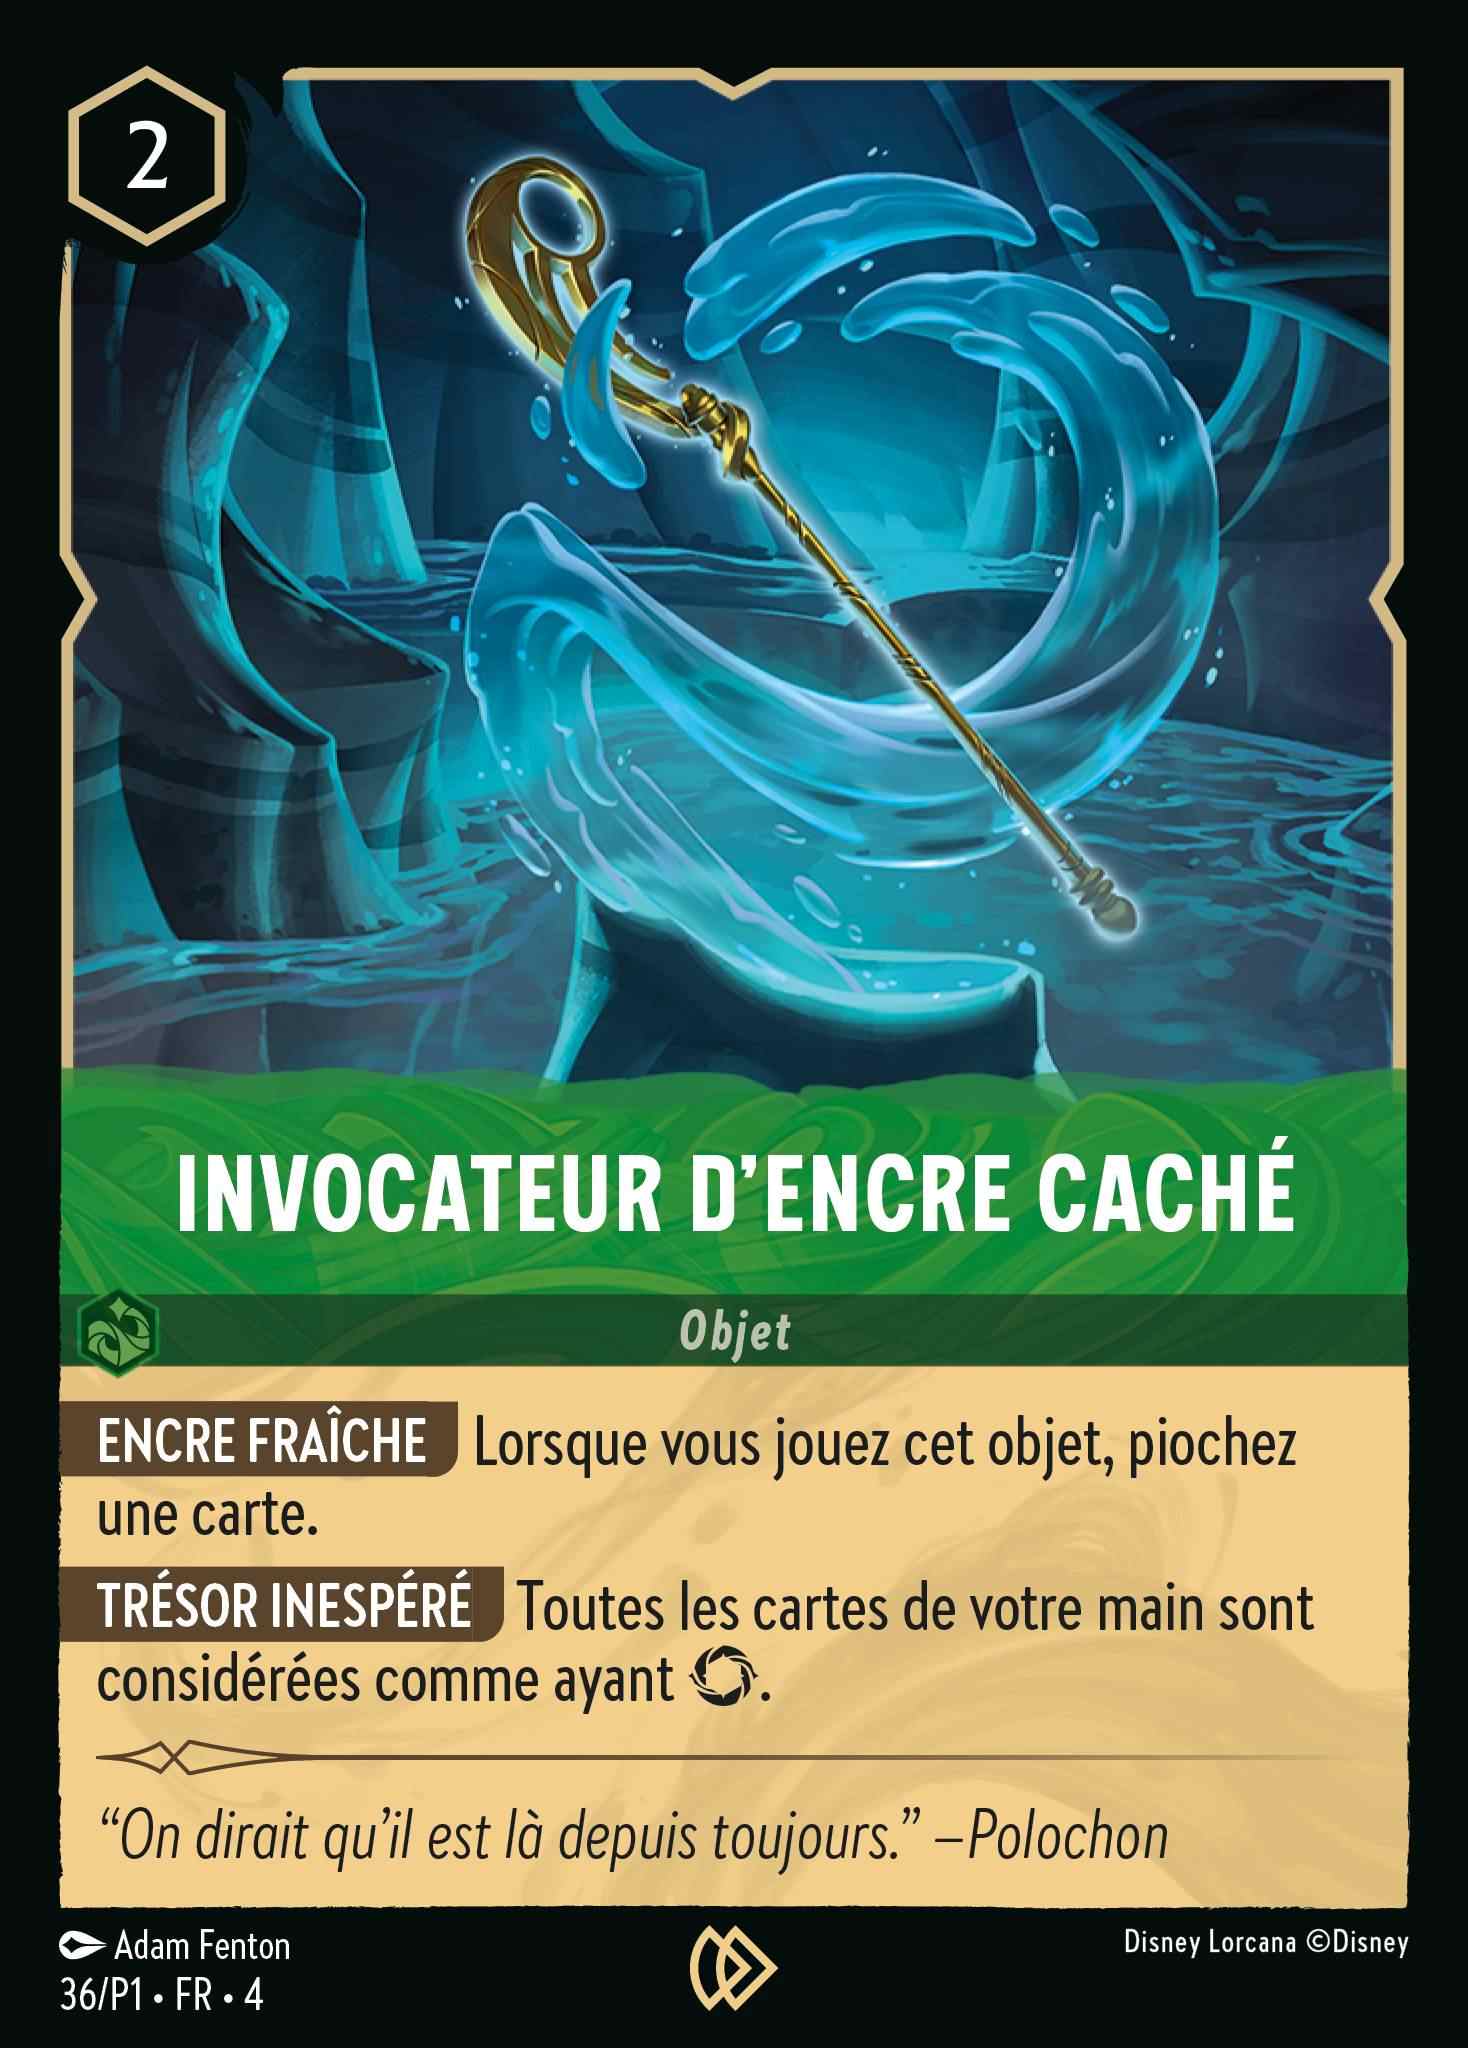 2
INVOCATEUR D’ENCRE CACHÉ
Objet
ENCRE FRAÎCHE Lorsque vous jouez cet objet, piochez
une carte.
TRÉSOR INESPÉRÉ Toutes les cartes de votre main sont
considérées comme ayant .
“On dirait qu’il est là depuis toujours.” –Polochon
Adam Fenton
Disney Lorcana ©Disney
36/P1 • FR • 4